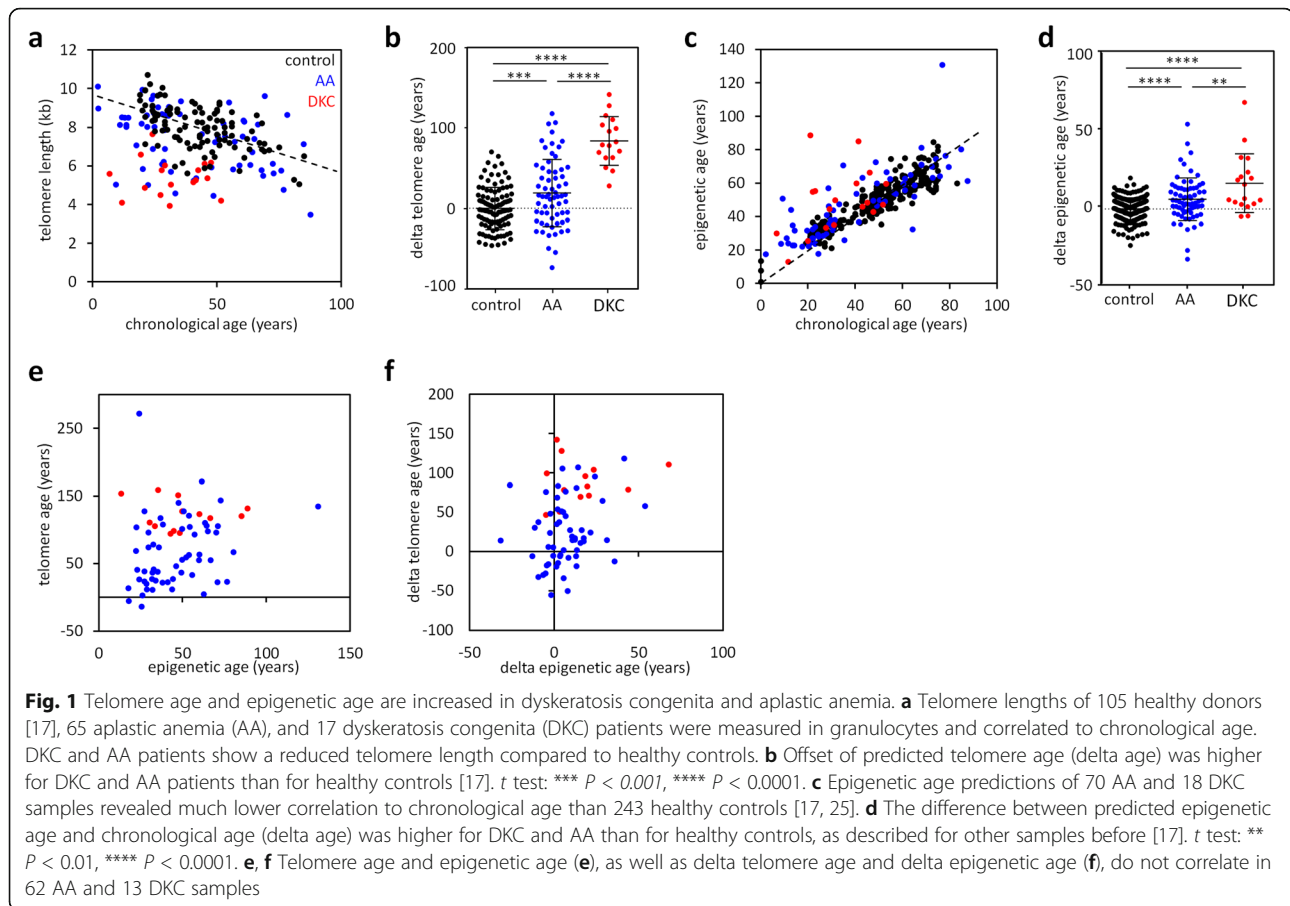 a
12
10
8
6
4
2
0
0
50
100
telomere length (kb)
chronological age (years)
control
AA
DKC
b
200
100
0
-100
delta telomere age (years)
****
***
****
control
AA
DKC
c
140
120
100
80
60
40
20
0
0
20
40
60
80
100
epigenetic age (years)
chronological age (years)
d
100
50
0
-50
delta epigenetic age (years)
****
****
**
control
AA
DKC
e
250
150
50
-50
0
50
100
150
telomere age (years)
epigenetic age (years)
f
200
150
100
50
0
-50
-100
-50
0
50
100
delta telomere age (years)
delta epigenetic age (years)
Fig. 1 Telomere age and epigenetic age are increased in dyskeratosis congenita and aplastic anemia. a Telomere lengths of 105 healthy donors
[17], 65 aplastic anemia (AA), and 17 dyskeratosis congenita (DKC) patients were measured in granulocytes and correlated to chronological age.
DKC and AA patients show a reduced telomere length compared to healthy controls. b Offset of predicted telomere age (delta age) was higher
for DKC and AA patients than for healthy controls [17]. t test: *** P < 0.001, **** P < 0.0001. c Epigenetic age predictions of 70 AA and 18 DKC
samples revealed much lower correlation to chronological age than 243 healthy controls [17, 25]. d The difference between predicted epigenetic
age and chronological age (delta age) was higher for DKC and AA than for healthy controls, as described for other samples before [17]. t test: **
P < 0.01, **** P < 0.0001. e, f Telomere age and epigenetic age (e), as well as delta telomere age and delta epigenetic age (f), do not correlate in
62 AA and 13 DKC samples